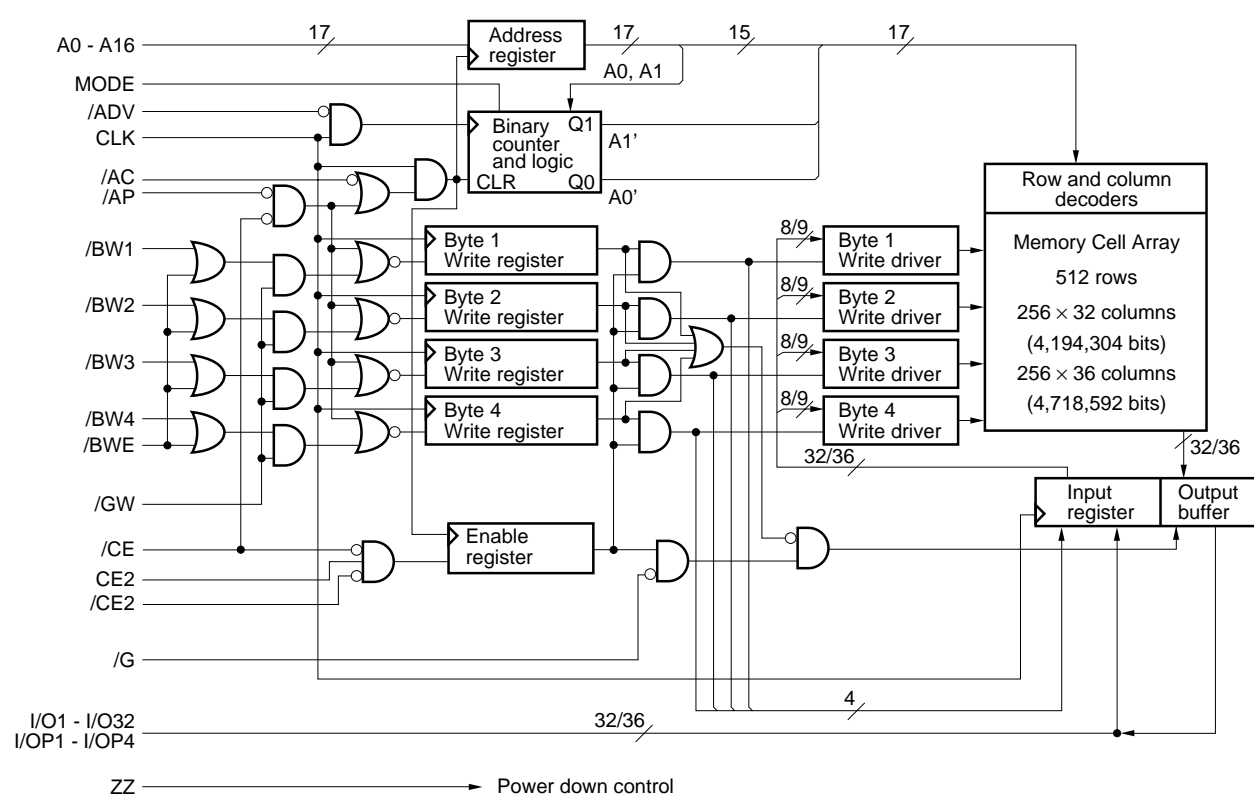 A0 - A16
17
Address
register
17
15
17
MODE
A0, A1
/ADV
CLK
Binary
counter
and logic
CLR
Q1
Q0
A1’
A0’
/AC
/AP
Row and column
decoders
Memory Cell Array
512 rows
256 × 32 columns
(4,194,304 bits)
256 × 36 columns
(4,718,592 bits)
/BW1
Byte 1
Write register
8/9
Byte 1
Write driver
/BW2
Byte 2
Write register
8/9
Byte 2
Write driver
/BW3
Byte 3
Write register
8/9
Byte 3
Write driver
/BW4
/BWE
Byte 4
Write register
8/9
Byte 4
Write driver
32/36
32/36
/GW
Input
register
Output
buffer
/CE
CE2
/CE2
Enable
register
/G
4
I/O1 - I/O32
I/OP1 - I/OP4
32/36
ZZ
Power down control